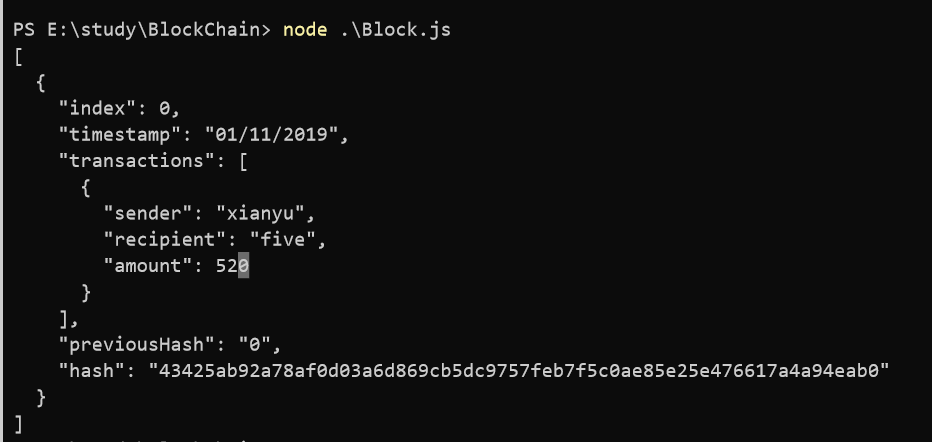 PS E:\study\BlockChain> node .\Block.js
[
  {
    "index": 0,
    "timestamp": "01/11/2019",
    "transactions": [
      {
        "sender": "xianyu",
        "recipient": "five",
        "amount": 520
      }
    ],
    "previousHash": "0",
    "hash": "43425ab92a78af0d03a6d869cb5dc9757feb7f5c0ae85e25e476617a4a94eab0"
  }
]